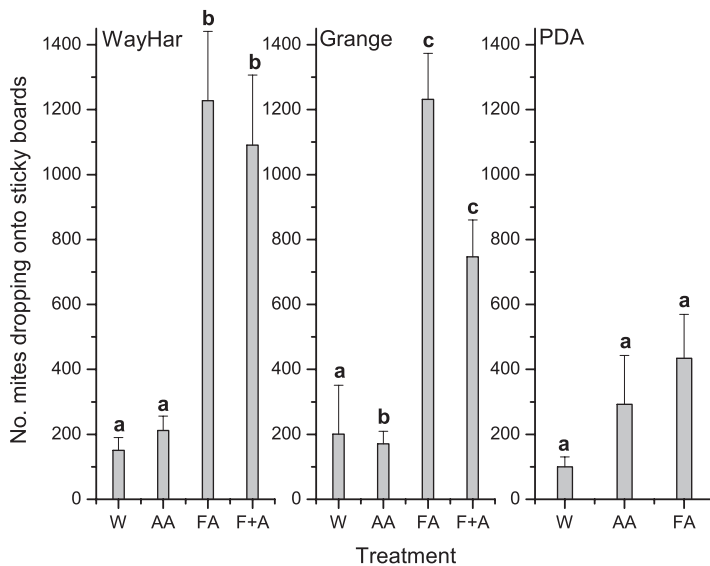 No. mites dropping onto sticky boards
WayHar
1400
1200
1000
800
600
400
200
0
a
a
b
b
W AA FA F+A
Grange
1400
1200
1000
800
600
400
200
0
a
b
c
c
W AA FA F+A
PDA
1400
1200
1000
800
600
400
200
0
a
a
a
W AA FA
Treatment